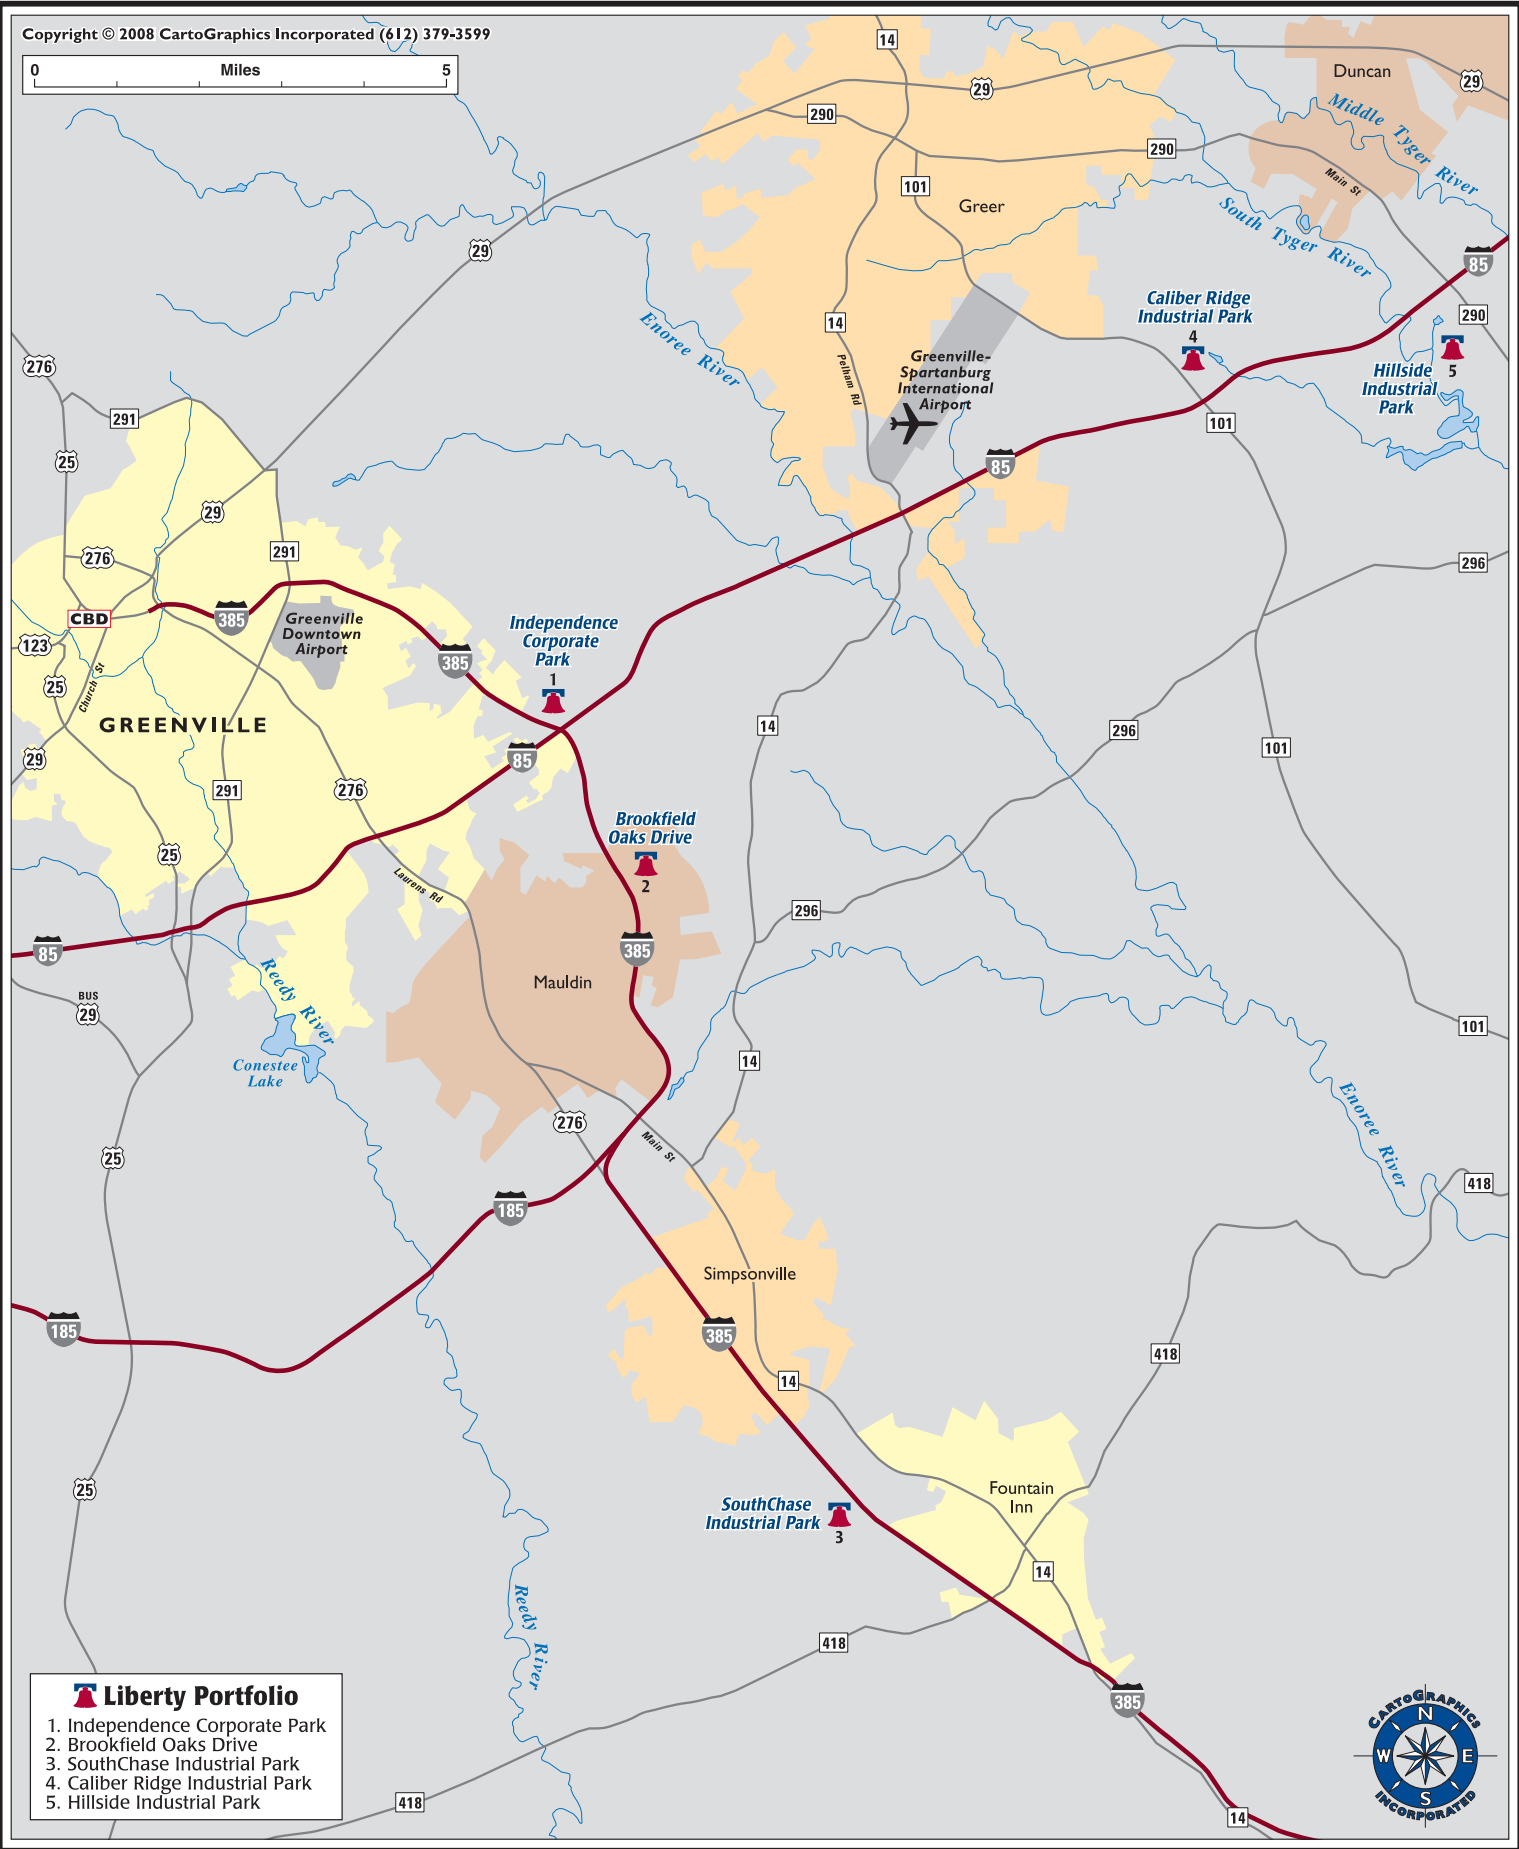 Copyright © 2008 CartoGraphics Incorporated (612) 379-3599
0 Miles 5
14
29
Duncan
29
290
Middle Tyger River
290
101
Main St
Greer
South Tyger River
29
85
Caliber Ridge
Industrial Park
4
290
14
Enoree River
Pelham Rd
Greenville-
Spartanburg
International
Airport
Hillside
Industrial
Park
5
276
291
101
25
85
29
276
291
296
CBD
385
Greenville
Downtown
Airport
Independence
Corporate
Park
1
123
385
25
Church St
GREENVILLE
14
296
101
29
85
291
276
Brookfield
Oaks Drive
2
25
Laurens Rd
296
85
385
Mauldin
Reedy River
BUS
29
101
Conestee
Lake
14
276
Main St
Enoree River
25
418
185
Simpsonville
185
385
418
14
25
Fountain
Inn
SouthChase
Industrial Park
3
14
Reedy River
418
385
Liberty Portfolio
1. Independence Corporate Park
2. Brookfield Oaks Drive
3. SouthChase Industrial Park
4. Caliber Ridge Industrial Park
5. Hillside Industrial Park
418
14
CARTOGRAPHICS
N
W E
S
INCORPORATED